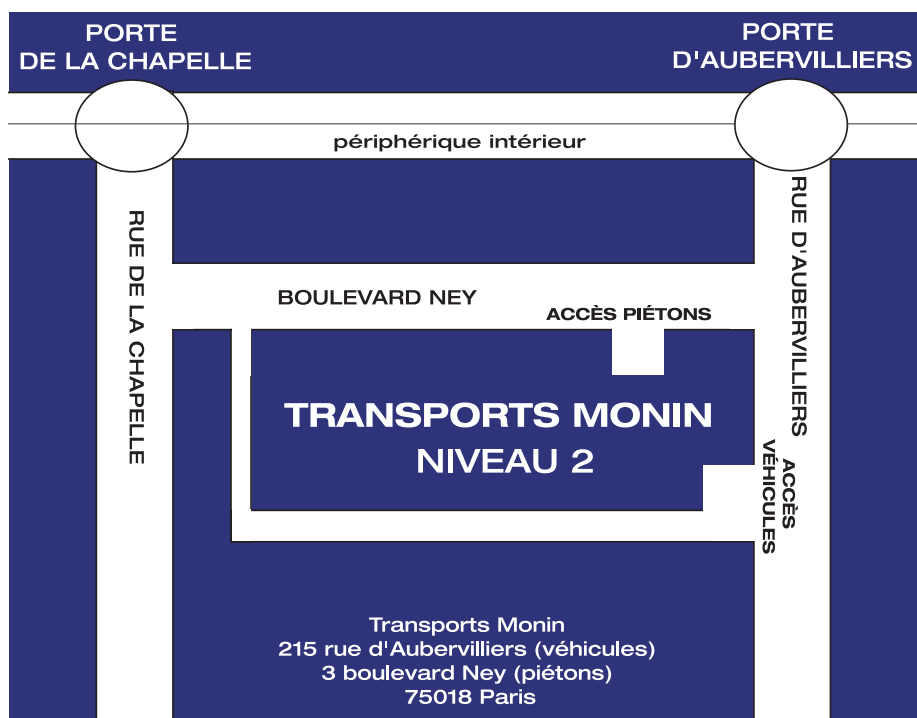 PORTE
DE LA CHAPELLE
PORTE
D'AUBERVILLIERS
périphérique intérieur
RUE DE LA CHAPELLE
RUE D'AUBERVILLIERS
BOULEVARD NEY
ACCÈS PIÉTONS
TRANSPORTS MONIN
NIVEAU 2
ACCÈS
VÉHICULES
Transports Monin
215 rue d'Aubervilliers (véhicules)
3 boulevard Ney (piétons)
75018 Paris